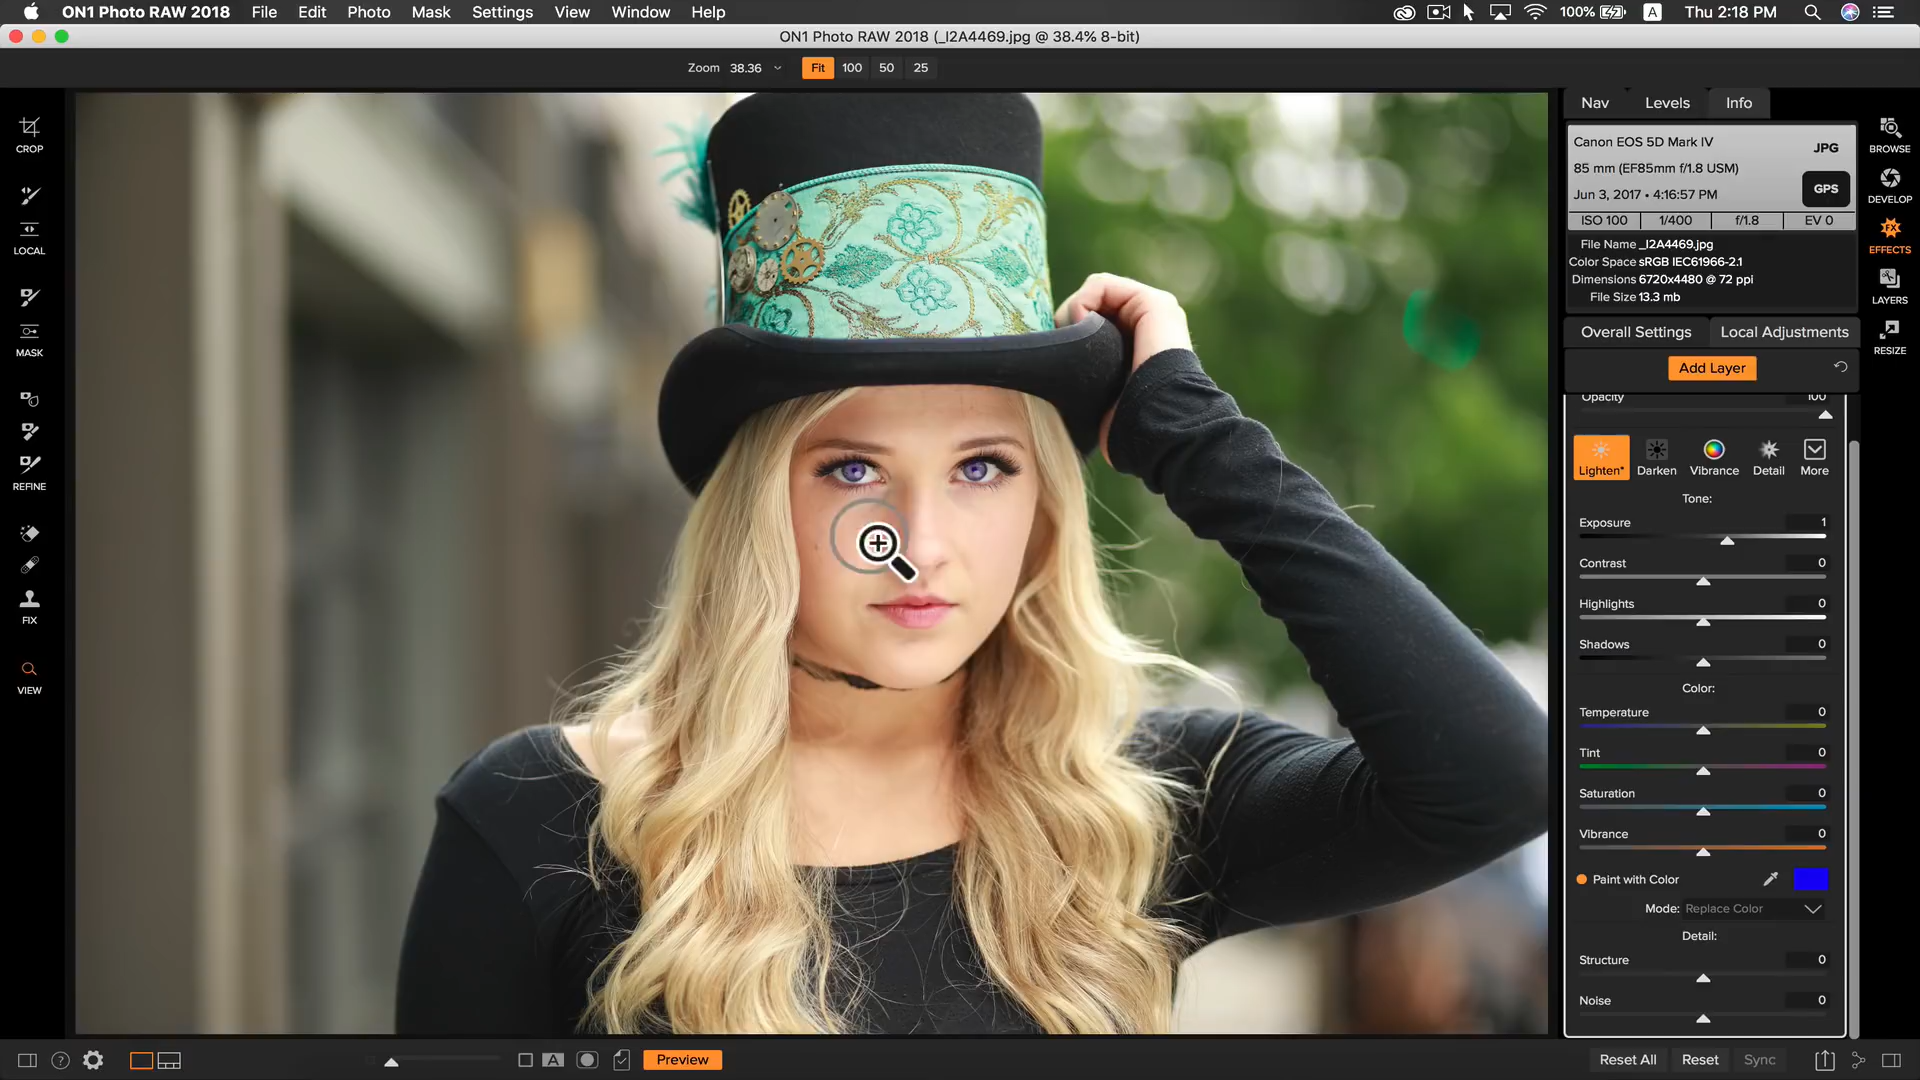 ON1 Photo RAW 2018 File Edit Photo Mask Settings View Window Help 100% A Thu 2:18 PM
ON1 Photo RAW 2018 (_I2A4469.jpg @ 38.4% 8-bit)
Zoom 38.36 Fit 100 50 25
CROP
LOCAL
MASK
REFINE
FIX
VIEW
Nav Levels Info
Canon EOS 5D Mark IV JPG
85 mm (EF85mm f/1.8 USM)
Jun 3, 2017 • 4:16:57 PM GPS
ISO 100 1/400 f/1.8 EV 0
File Name _I2A4469.jpg
Color Space sRGB IEC61966-2.1
Dimensions 6720x4480 @ 72 ppi
File Size 13.3 mb
Overall Settings Local Adjustments
Add Layer
Opacity 100
Lighten* Darken Vibrance Detail More
Tone:
Exposure 1
Contrast 0
Highlights 0
Shadows 0
Color:
Temperature 0
Tint 0
Saturation 0
Vibrance 0
Paint with Color
Mode: Replace Color
Detail:
Structure 0
Noise 0
BROWSE
DEVELOP
FX
EFFECTS
LAYERS
RESIZE
? A Preview Reset All Reset Sync